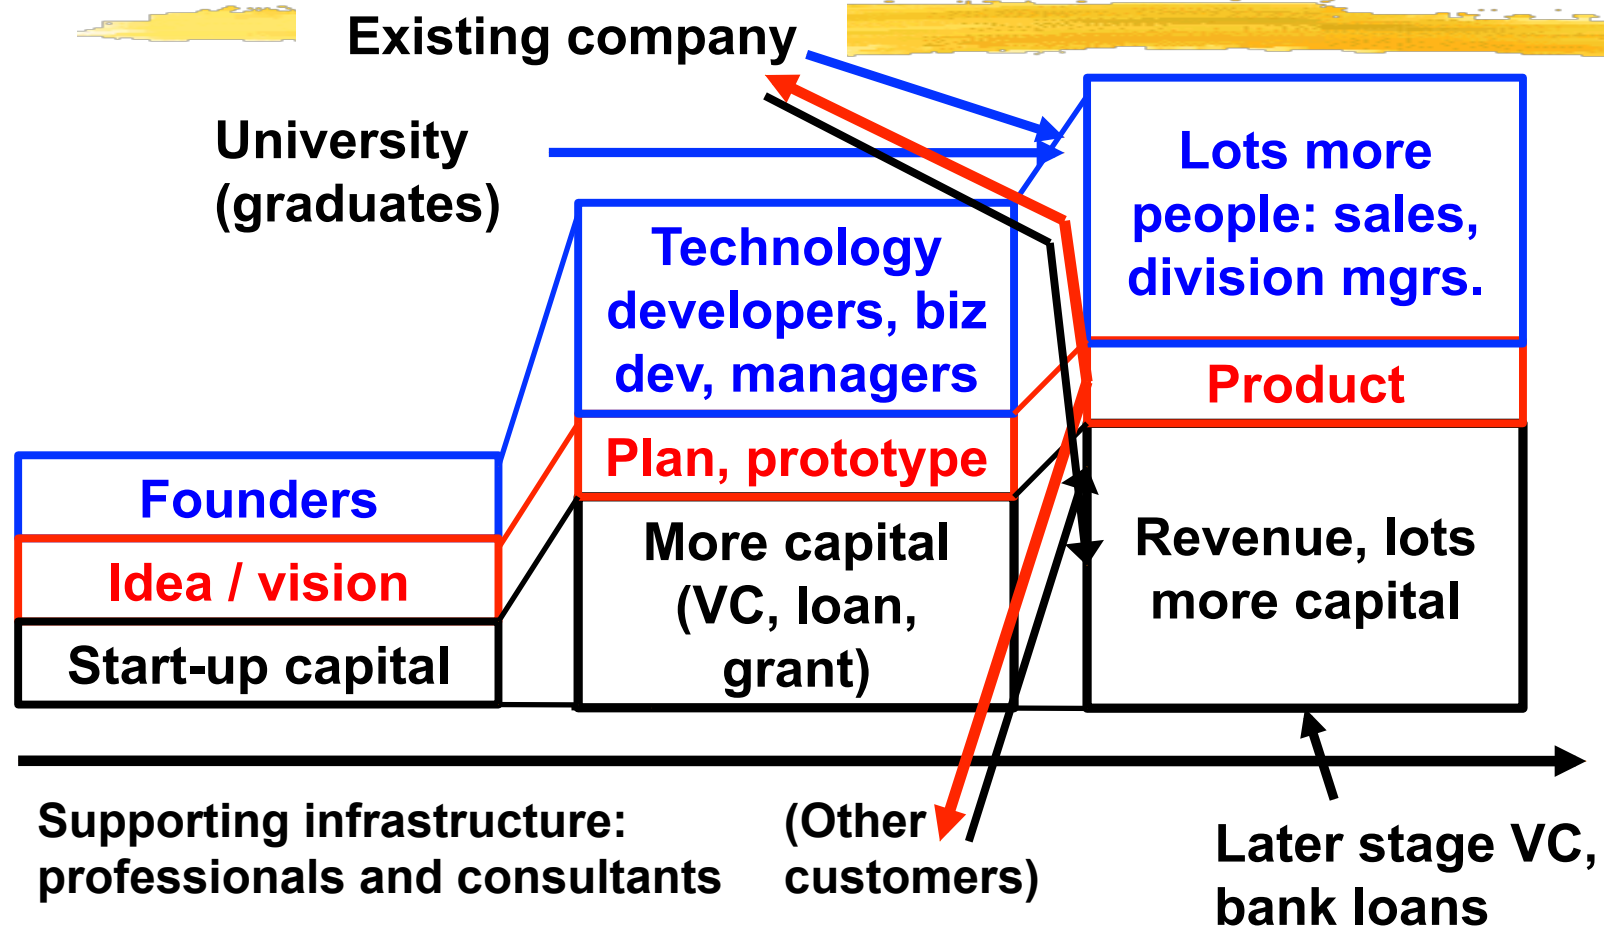 Existing company
University
(graduates)
Lots more
people: sales,
division mgrs.
Technology
developers, biz
dev, managers
Product
Plan, prototype
Founders
Idea / vision
Start-up capital
More capital
(VC, loan,
grant)
Revenue, lots
more capital
Supporting infrastructure:
professionals and consultants
(Other
customers)
Later stage VC,
bank loans